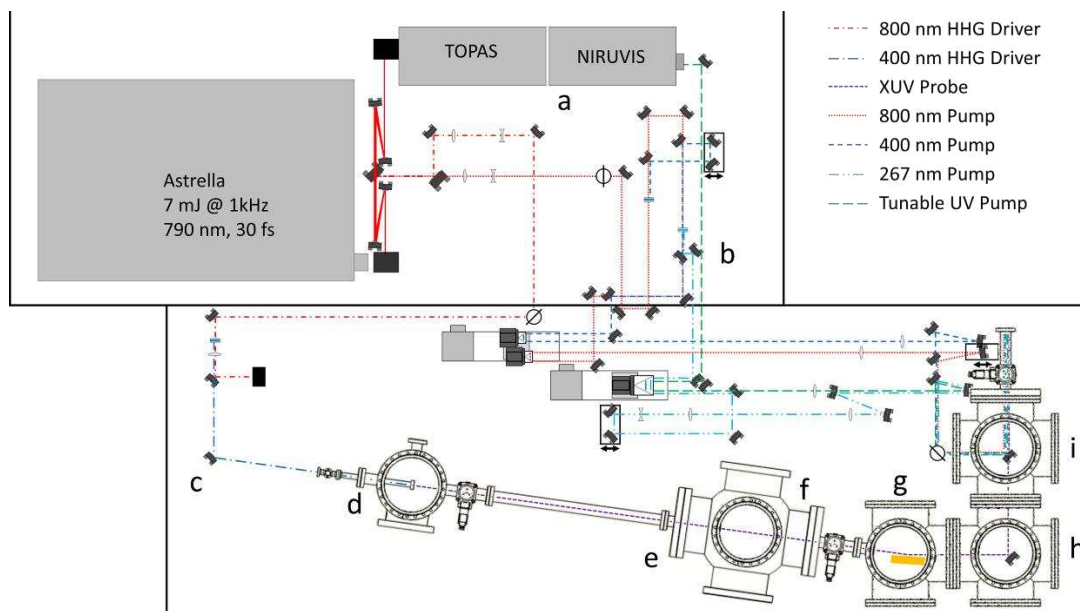 TOPAS
NIRUVIS
a
Astrella
7 mJ @ 1kHz
790 nm, 30 fs
b
800 nm HHG Driver
400 nm HHG Driver
XUV Probe
800 nm Pump
400 nm Pump
267 nm Pump
Tunable UV Pump
c
d
e
f
g
h
i